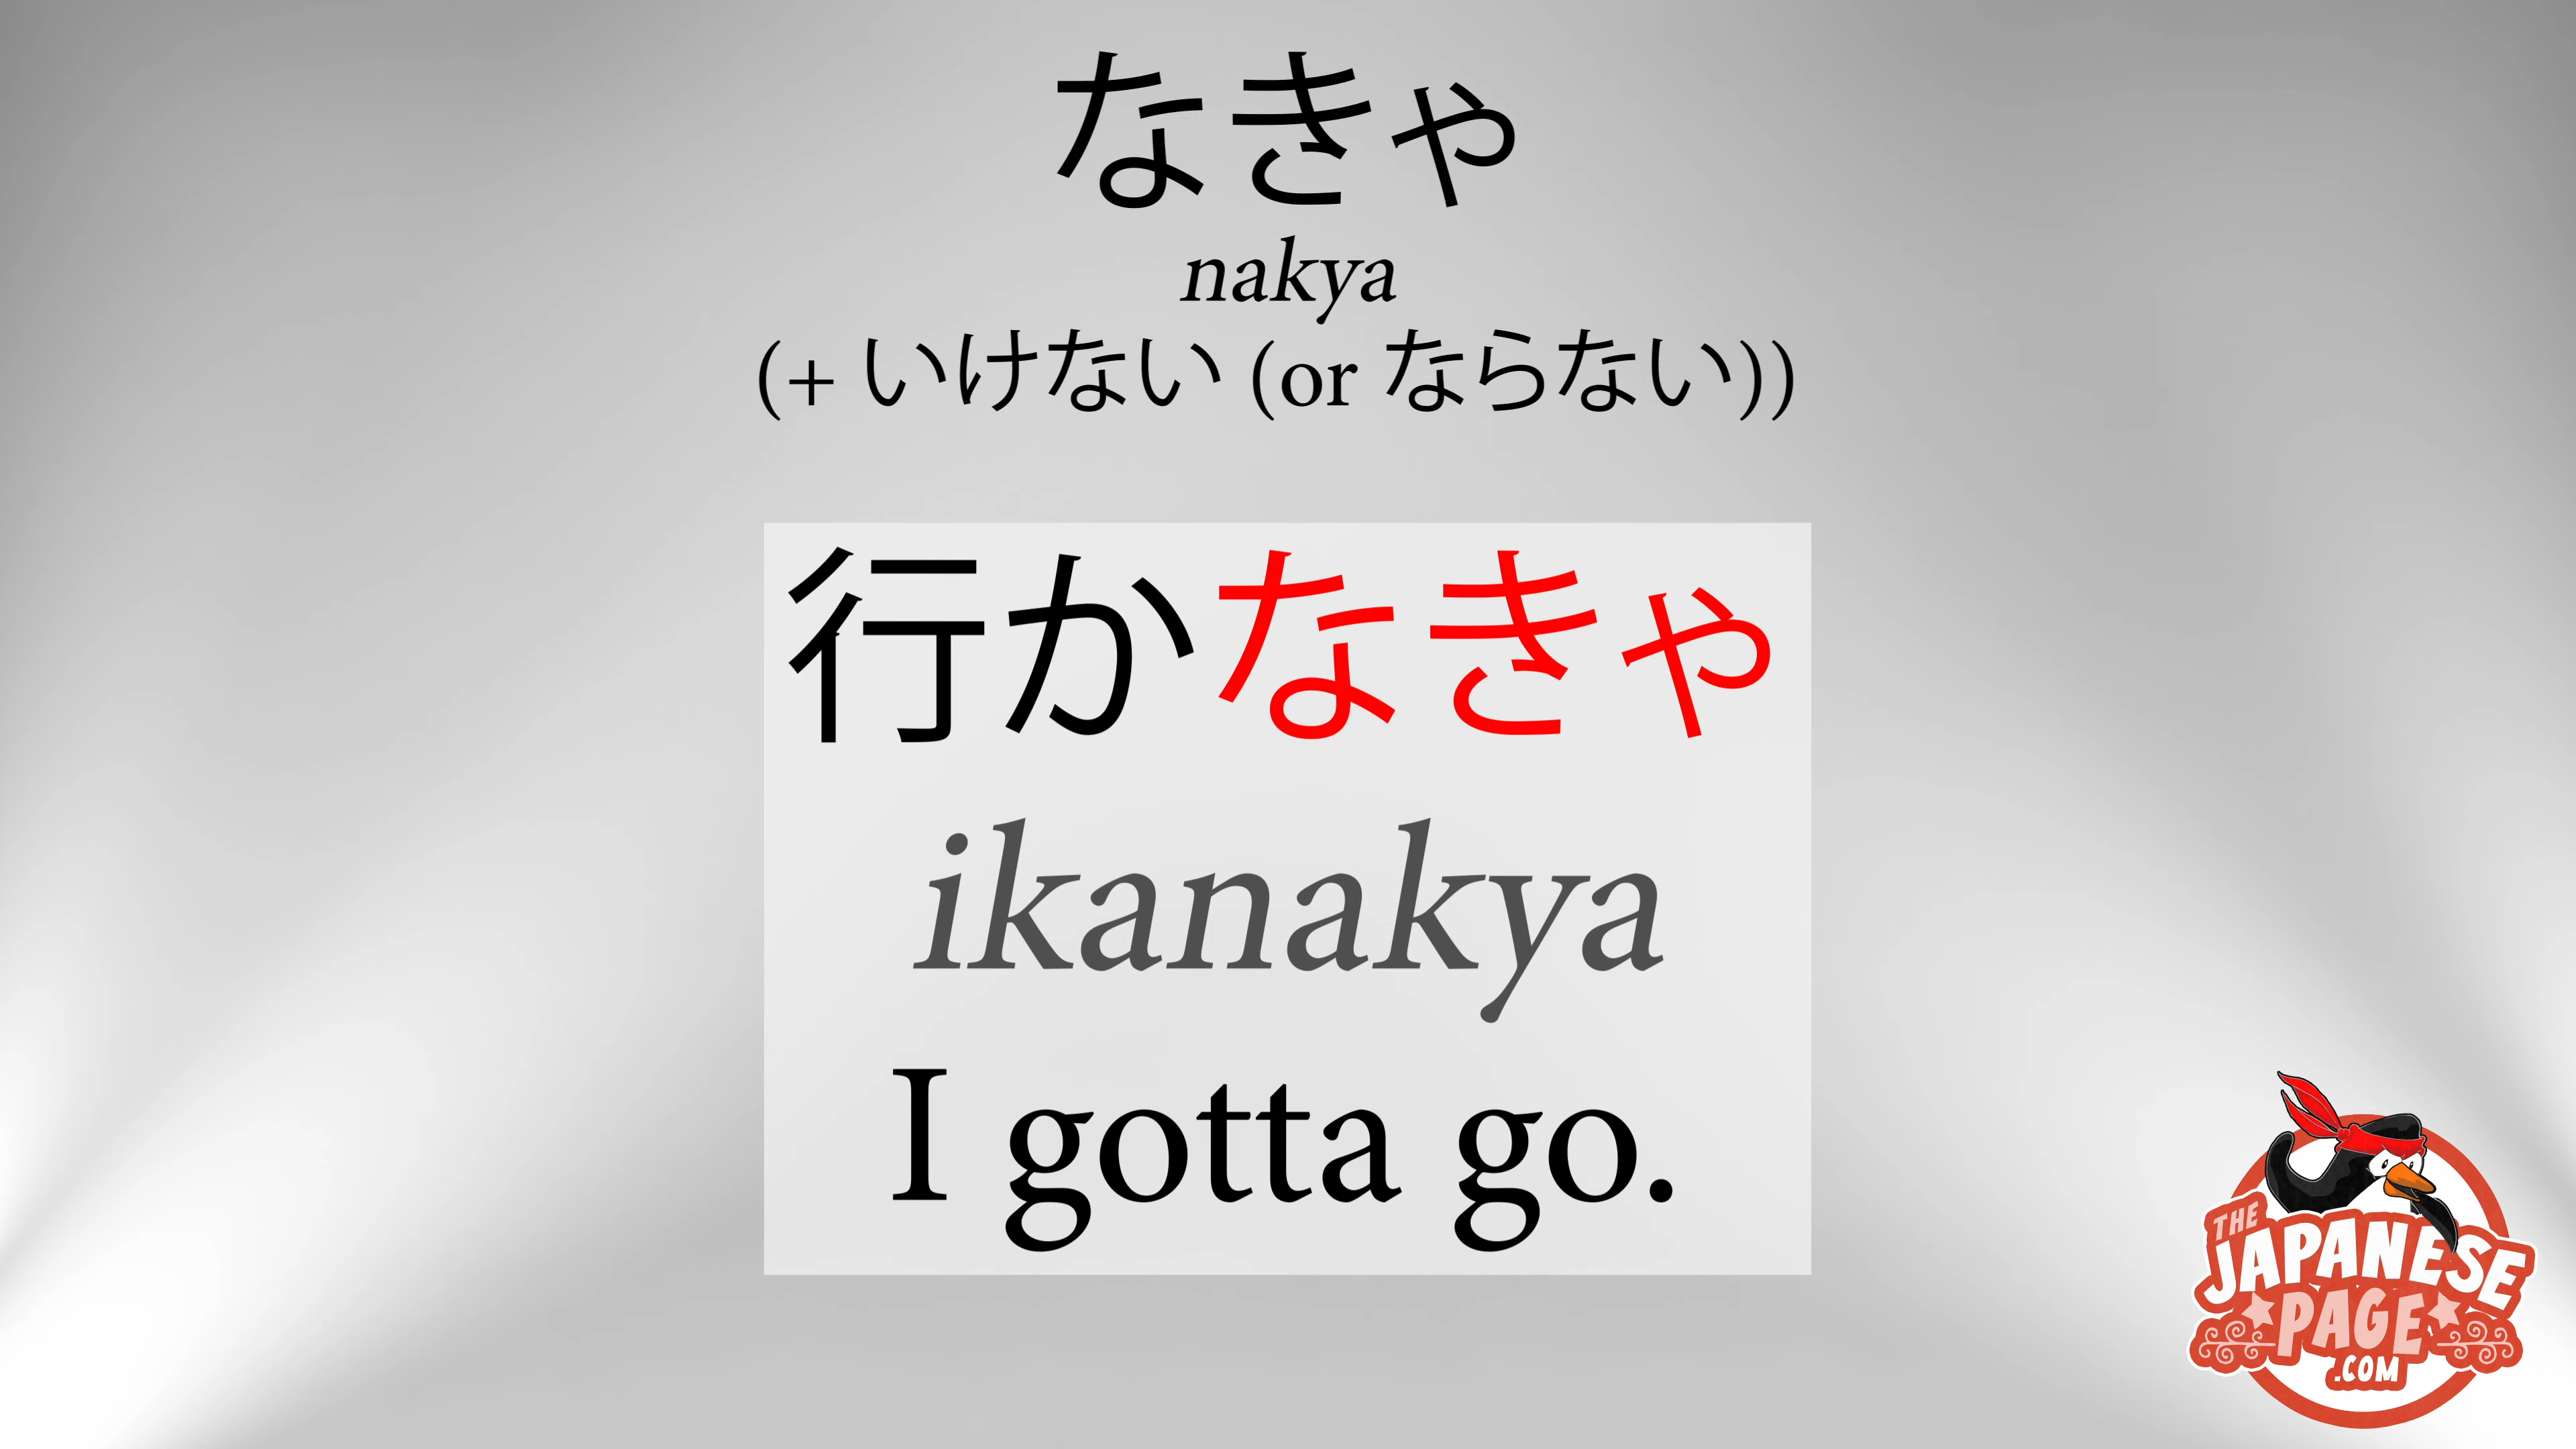 なきゃ
nakya
(+ いけない (or ならない))
行かなきゃ
ikanakya
I gotta go.
THE
JAPANESE
PAGE
.COM